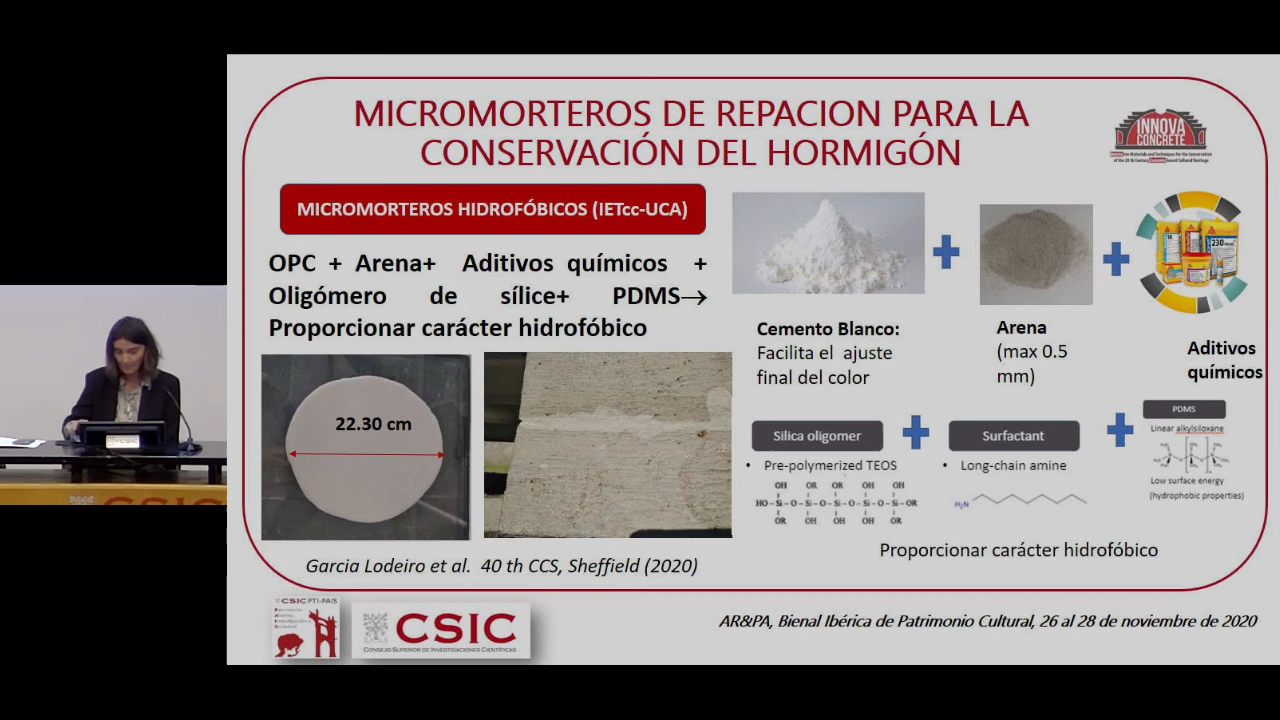 MICROMORTEROS DE REPACION PARA LA
CONSERVACIÓN DEL HORMIGÓN
INNOVA
CONCRETE
MICROMORTEROS HIDROFÓBICOS (IETcc-UCA)
OPC + Arena+ Aditivos químicos +
Oligómero de sílice+ PDMS→
Proporcionar carácter hidrofóbico
22.30 cm
Garcia Lodeiro et al. 40 th CCS, Sheffield (2020)
Cemento Blanco:
Facilita el ajuste
final del color
Arena
(max 0.5
mm)
230
Aditivos
químicos
Silica oligomer
• Pre-polymerized TEOS
OH OR OR OH OH
HO–Si–O–Si–O–Si–O–Si–O–Si–OR
OR OH OH OH OR
Surfactant
• Long-chain amine
H₂N
PDMS
Linear alkylsiloxane
Low surface energy
(hydrophobic properties)
Proporcionar carácter hidrofóbico
CSIC PTI-PAIS
CSIC
CONSEJO SUPERIOR DE INVESTIGACIONES CIENTÍFICAS
AR&PA, Bienal Ibérica de Patrimonio Cultural, 26 al 28 de noviembre de 2020
CSIC